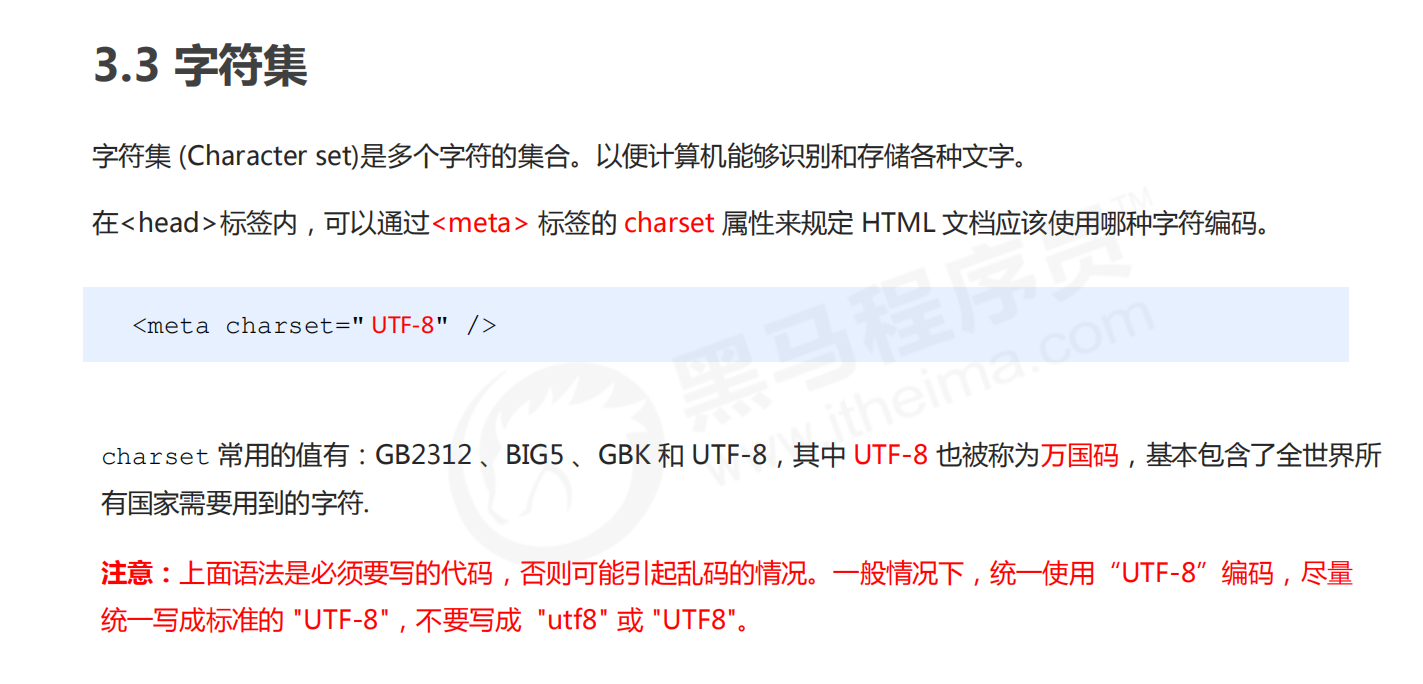 3.3 字符集
字符集 (Character set)是多个字符的集合。以便计算机能够识别和存储各种文字。
在<head>标签内，可以通过<meta> 标签的 charset 属性来规定 HTML 文档应该使用哪种字符编码。
<meta charset=" UTF-8" />
charset 常用的值有：GB2312 、BIG5 、GBK 和 UTF-8，其中 UTF-8 也被称为万国码，基本包含了全世界所
有国家需要用到的字符.
注意：上面语法是必须要写的代码，否则可能引起乱码的情况。一般情况下，统一使用“UTF-8”编码，尽量
统一写成标准的 "UTF-8"，不要写成 "utf8" 或 "UTF8"。
黑马程序员™
www.itheima.com